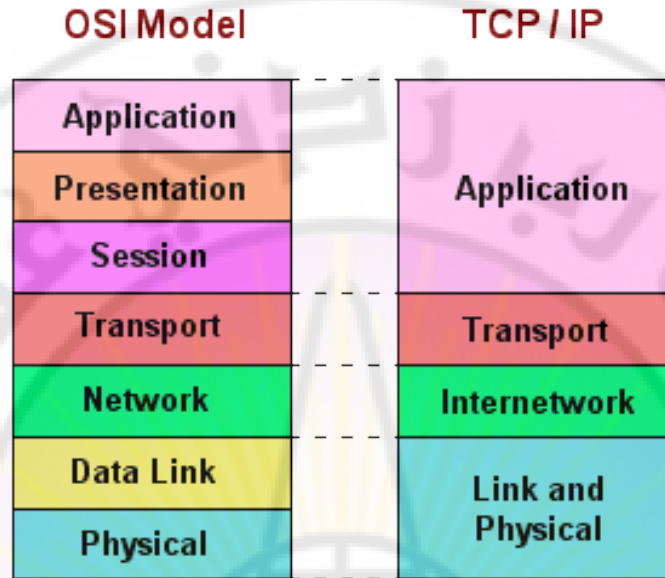 OSI Model
TCP / IP
Application
Presentation
Session
Transport
Network
Data Link
Physical
Application
Transport
Internetwork
Link and
Physical